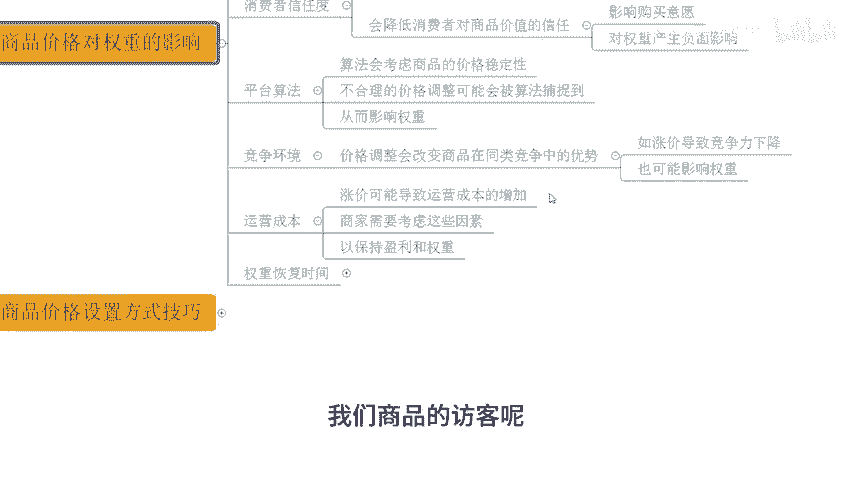 消费者信任度
会降低消费者对商品价值的信任
影响购买意愿
对权重产生负面影响
商品价格对权重的影响
平台算法
算法会考虑商品的价格稳定性
不合理的价格调整可能会被算法捕捉到
从而影响权重
竞争环境
价格调整会改变商品在同类竞争中的优势
如涨价导致竞争力下降
也可能影响权重
运营成本
涨价可能导致运营成本的增加
商家需要考虑这些因素
以保持盈利和权重
权重恢复时间
商品价格设置方式技巧
我们商品的访客呢